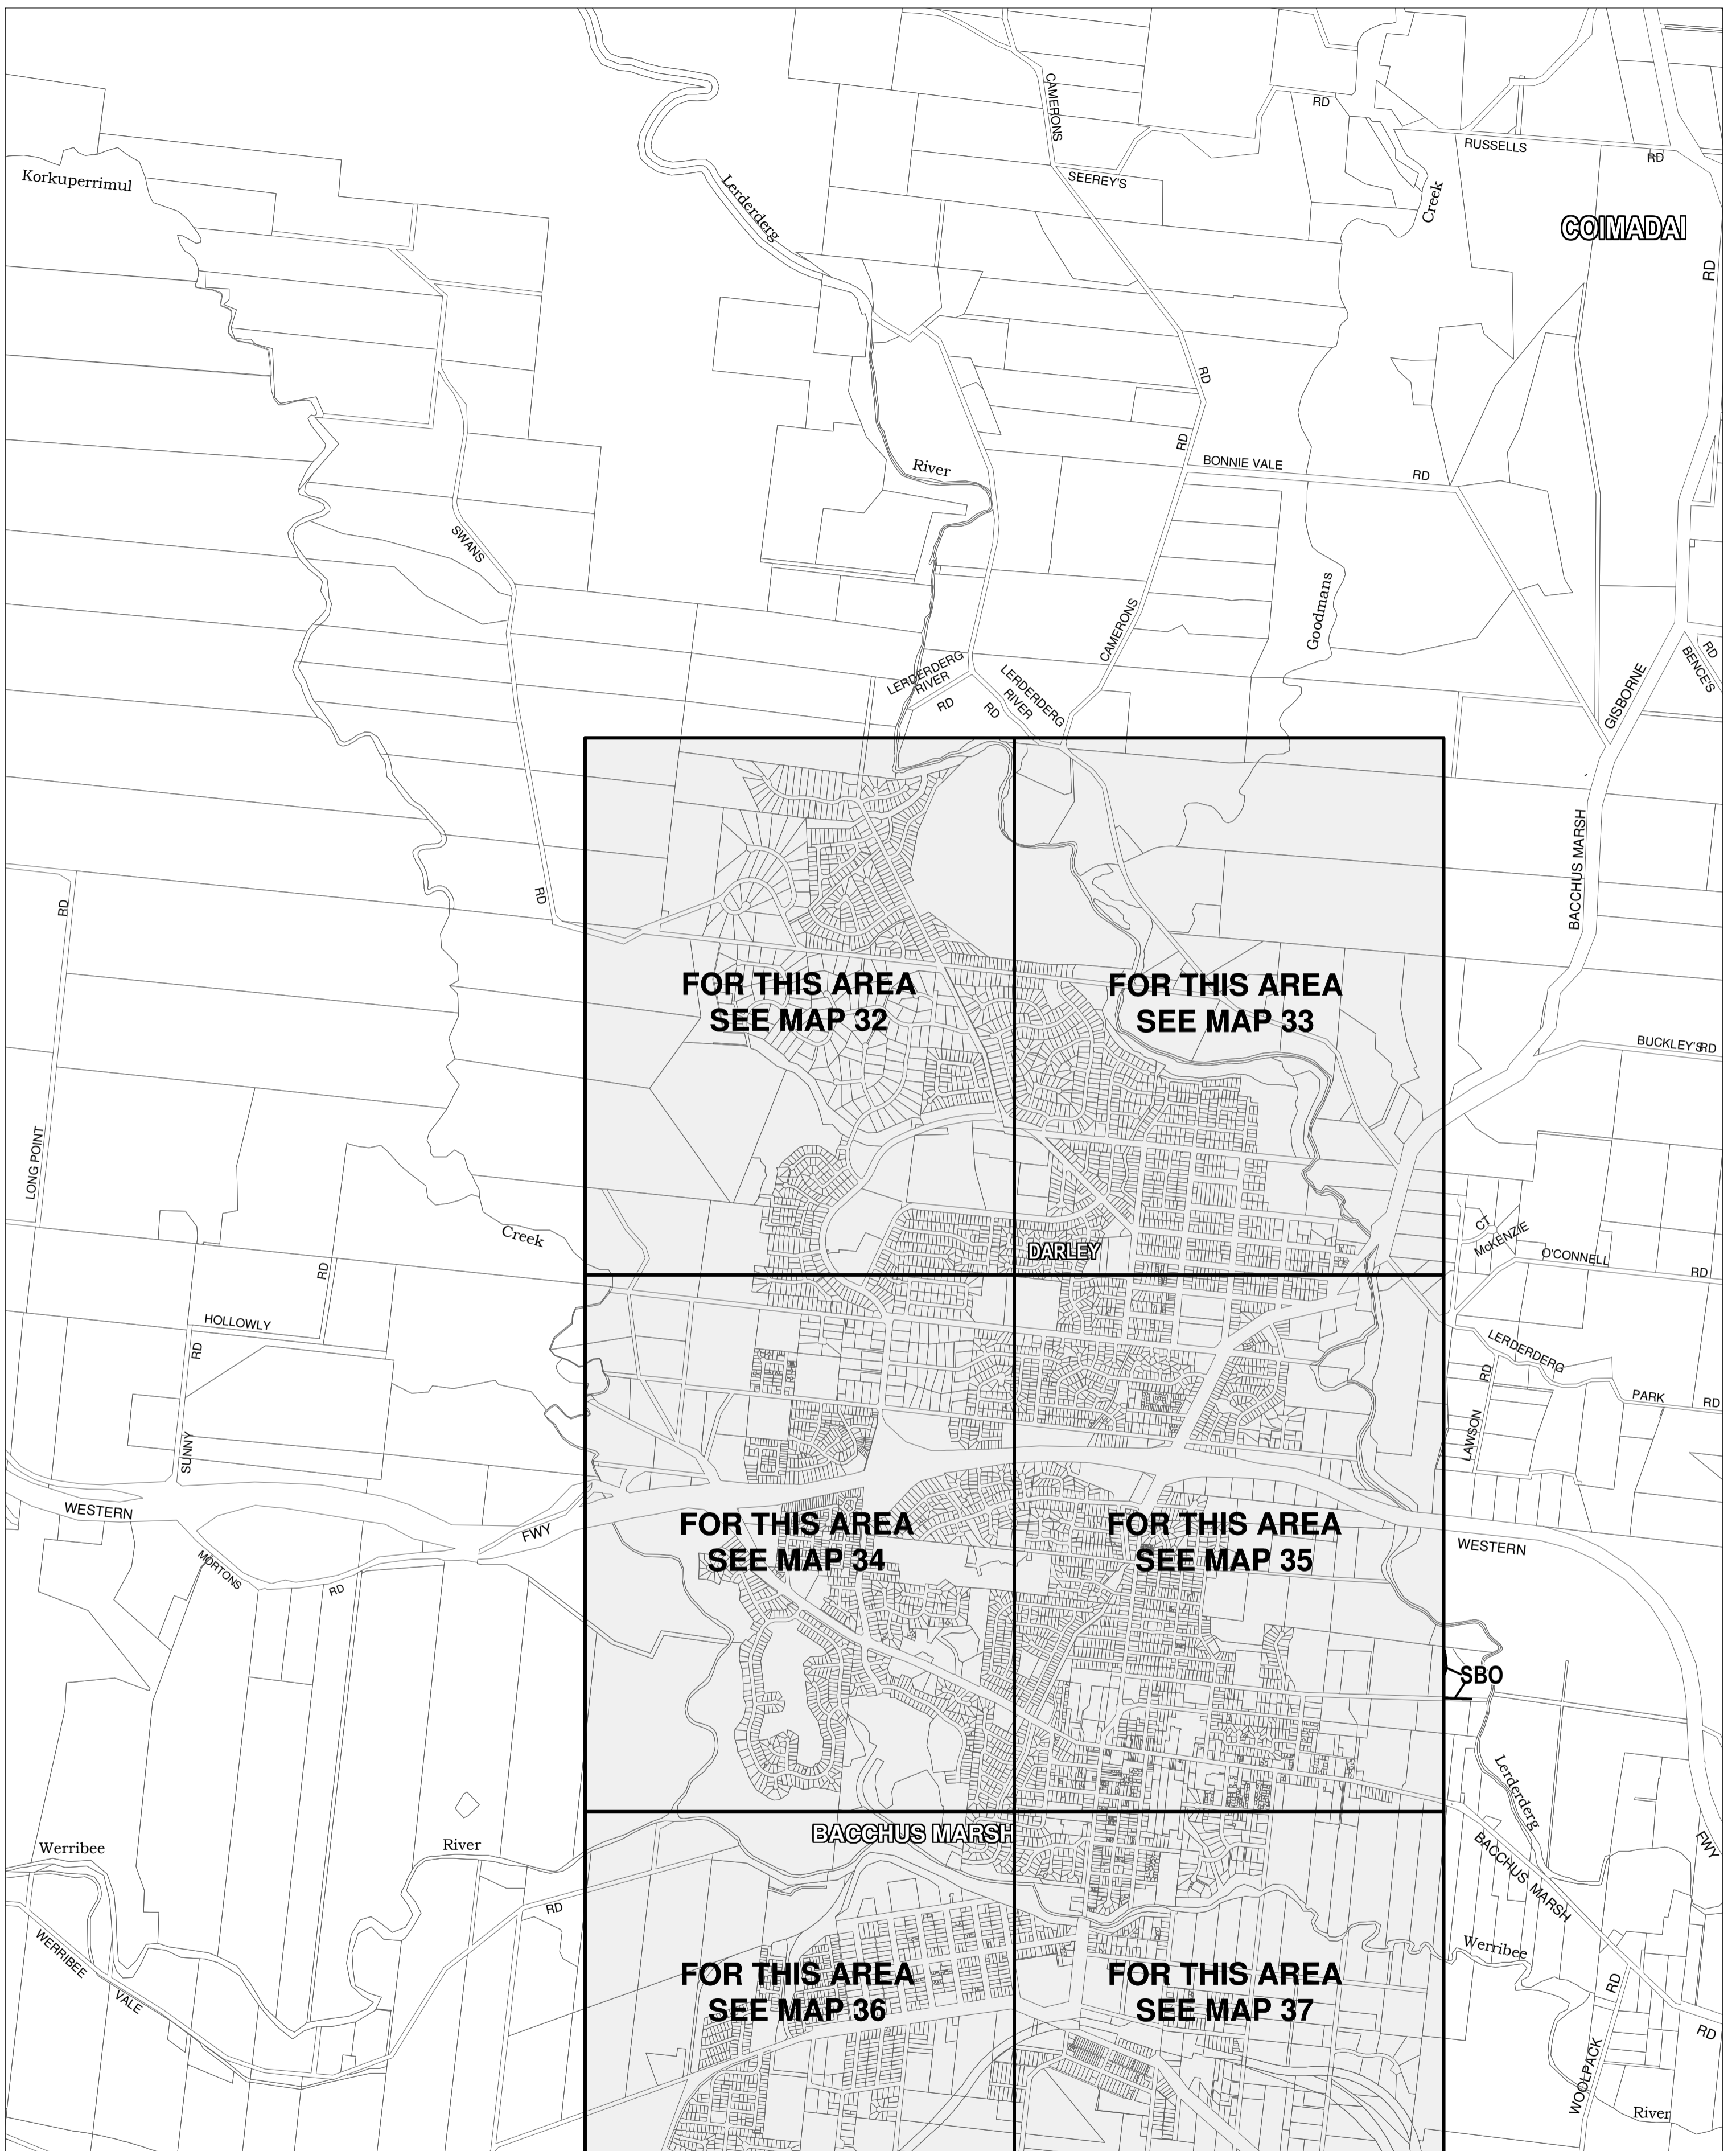 CAMERONS
RD
RUSSELLS
RD
SEEREY'S
Korkuperrimul
Lerderderg
Creek
COIMADAI
RD
RD
RD
BONNIE VALE
RD
River
SWANS
Goodmans
CAMERONS
LERDERDERG
RIVER
RD
LERDERDERG
RIVER
RD
RD
BENCE'S
GISBORNE
BACCHUS MARSH
RD
RD
FOR THIS AREA
SEE MAP 32
FOR THIS AREA
SEE MAP 33
BUCKLEY'S RD
LONG POINT
Creek
CT
McKENZIE
DARLEY
O'CONNELL
RD
RD
HOLLOWLY
RD
LERDERDERG
RD
PARK
RD
LAWSON
SUNNY
WESTERN
FWY
FOR THIS AREA
SEE MAP 34
FOR THIS AREA
SEE MAP 35
WESTERN
MORTONS
RD
SBO
Lerderderg
BACCHUS MARSH
Werribee
River
FWY
BACCHUS MARSH
RD
WERRIBEE
VALE
Werribee
FOR THIS AREA
SEE MAP 36
FOR THIS AREA
SEE MAP 37
RD
RD
WOOLPACK
River